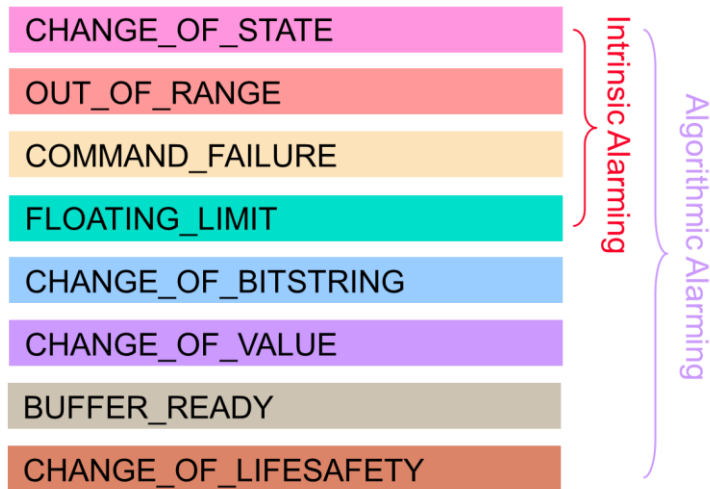 CHANGE_OF_STATE
OUT_OF_RANGE
COMMAND_FAILURE
FLOATING_LIMIT
CHANGE_OF_BITSTRING
CHANGE_OF_VALUE
BUFFER_READY
CHANGE_OF_LIFESAFETY
Intrinsic Alarming
Algorithmic Alarming